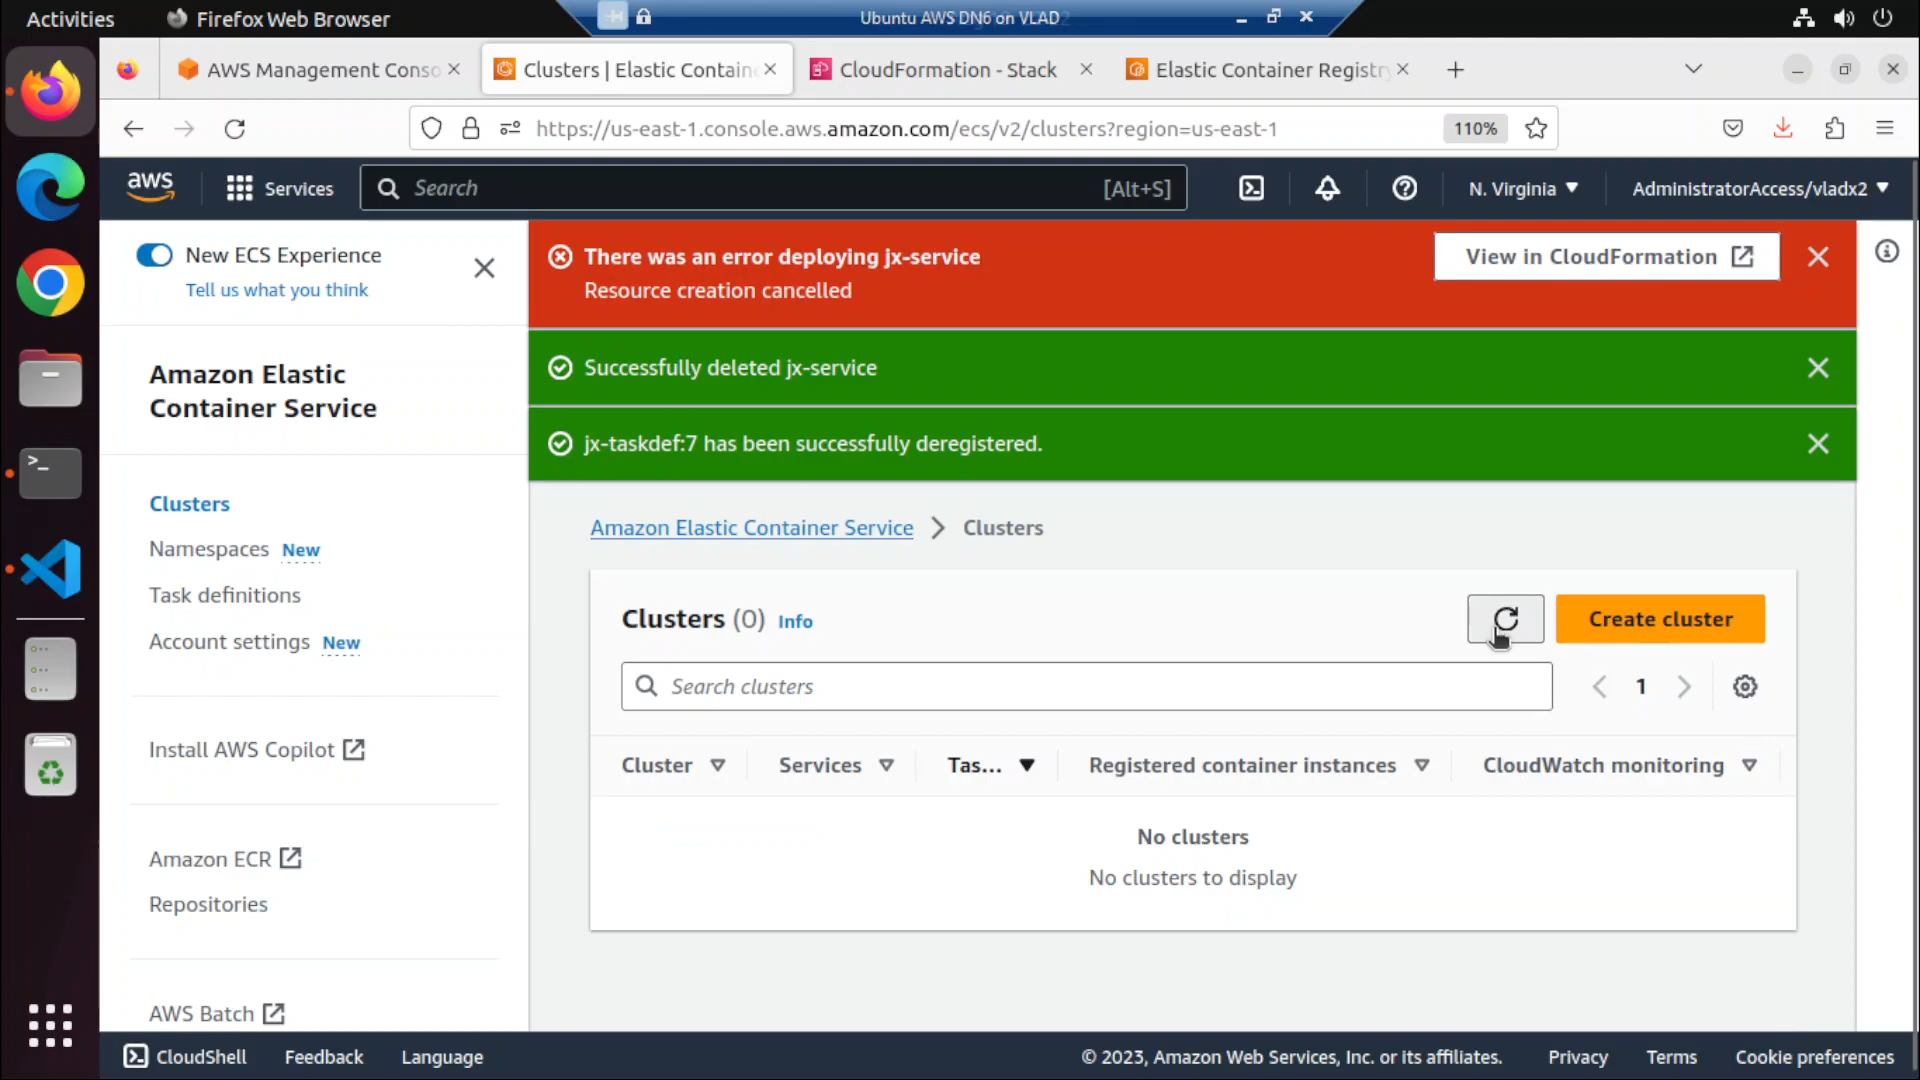 Activities
Firefox Web Browser
Ubuntu AWS DN6 on VLAD
AWS Management Conso
Clusters | Elastic Contain
CloudFormation - Stack
Elastic Container Registry
https://us-east-1.console.aws.amazon.com/ecs/v2/clusters?region=us-east-1
110%
aws
Services
Search
[Alt+S]
N. Virginia
AdministratorAccess/vladx2
New ECS Experience
Tell us what you think
Amazon Elastic
Container Service
Clusters
Namespaces New
Task definitions
Account settings New
Install AWS Copilot
Amazon ECR
Repositories
AWS Batch
There was an error deploying jx-service
Resource creation cancelled
View in CloudFormation
Successfully deleted jx-service
jx-taskdef:7 has been successfully deregistered.
Amazon Elastic Container Service > Clusters
Clusters (0) Info
Create cluster
Search clusters
1
Cluster
Services
Tas...
Registered container instances
CloudWatch monitoring
No clusters
No clusters to display
CloudShell
Feedback
Language
© 2023, Amazon Web Services, Inc. or its affiliates.
Privacy
Terms
Cookie preferences